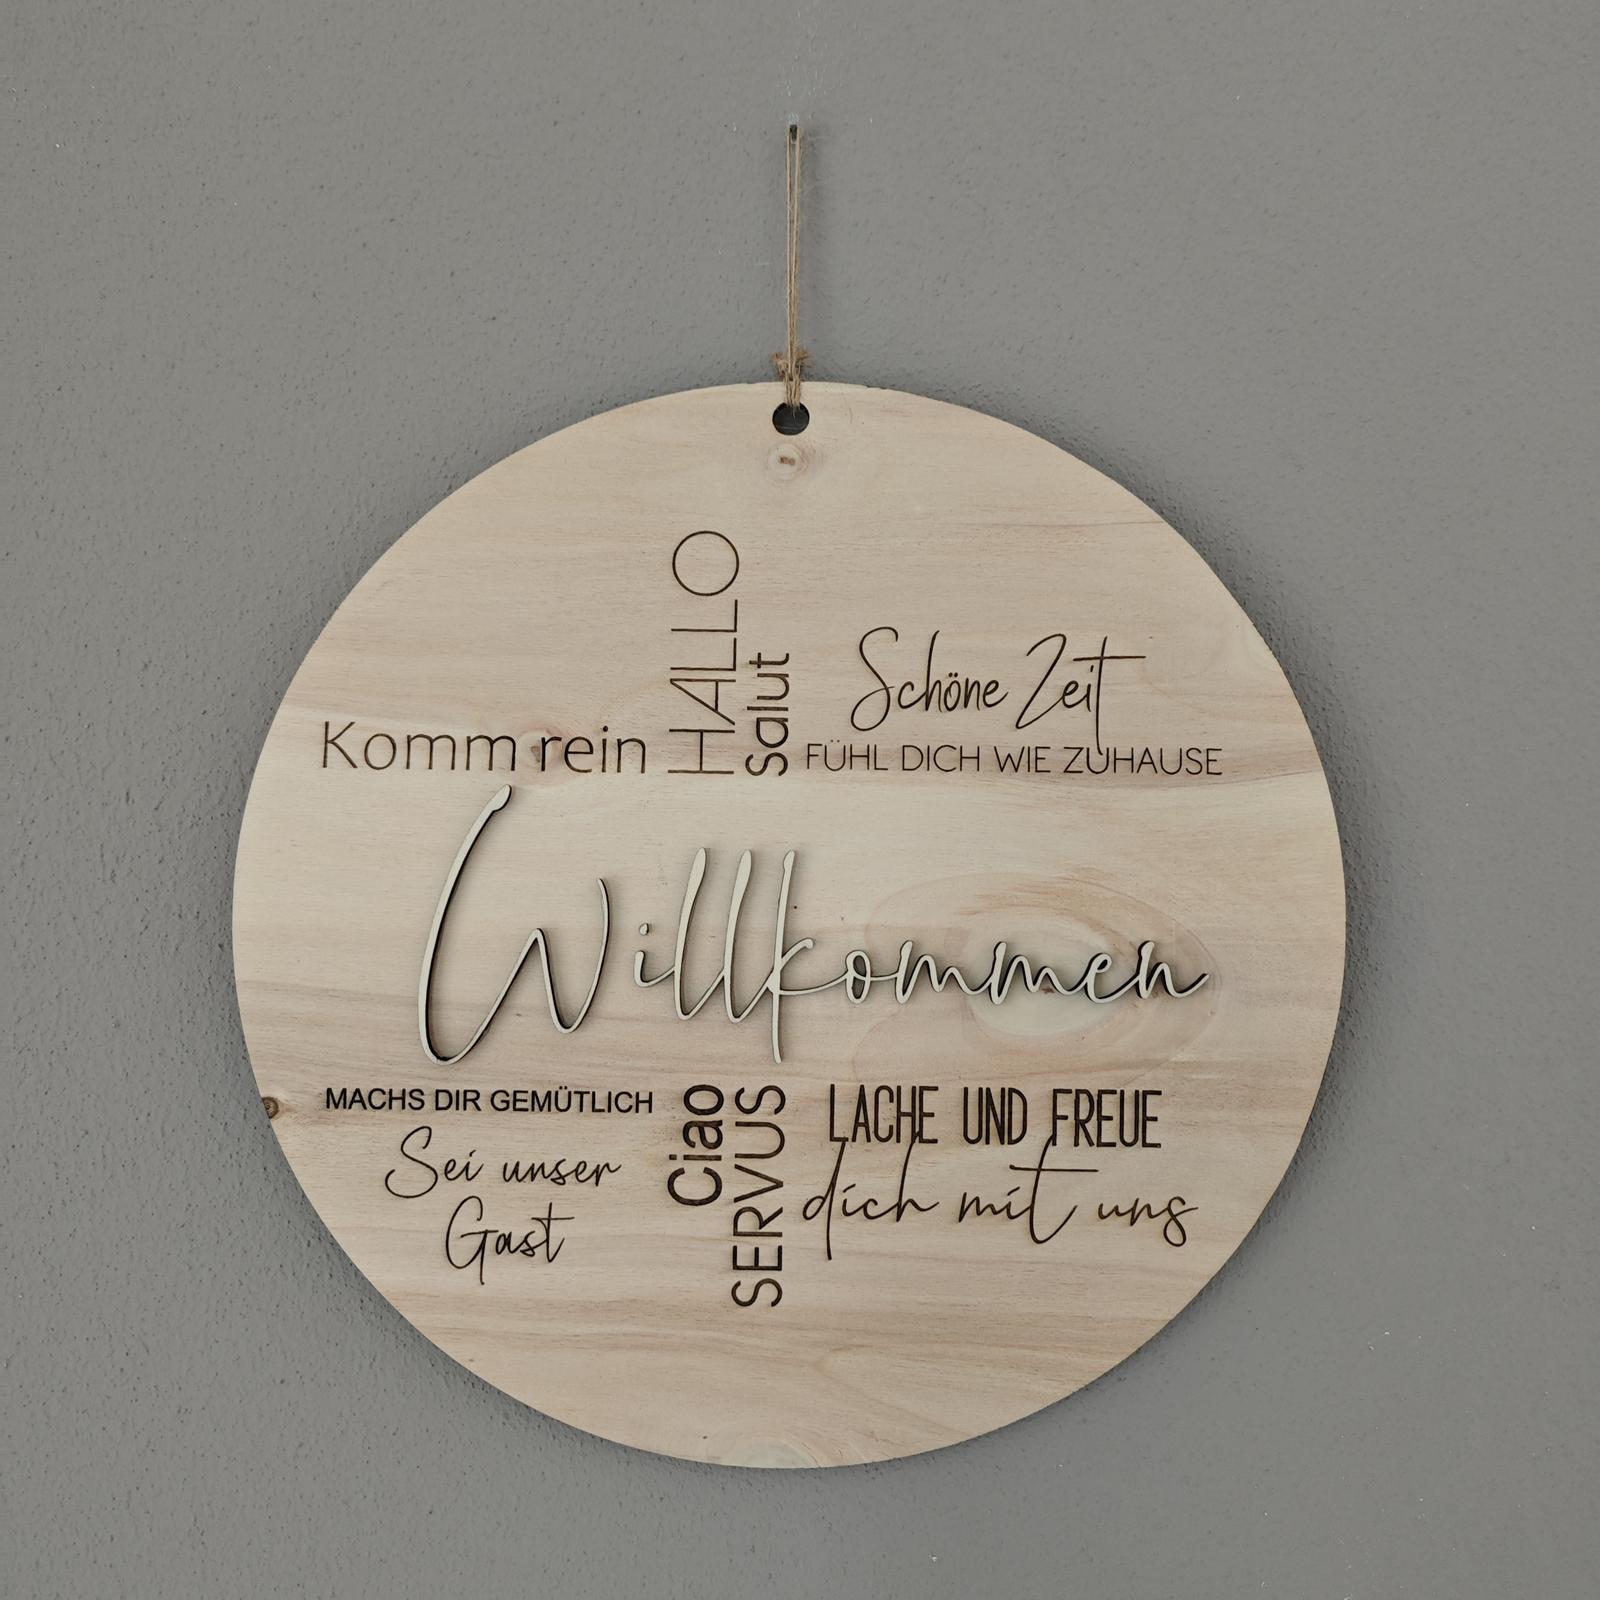 Komm rein
HALLO
Salut
Schöne Zeit
FÜHL DICH WIE ZUHAUSE
Willkommen
MACHS DIR GEMÜTLICH
Sei unser
Gast
Ciao
SERVUS
LACHE UND FREUE
dich mit uns